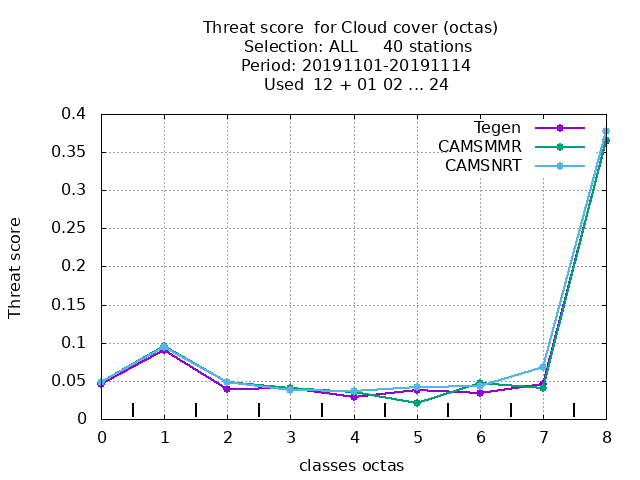 Threat score  for Cloud cover (octas)
Selection: ALL     40 stations
Period: 20191101-20191114
Used  12 + 01 02 ... 24
0.4
0.35
0.3
0.25
0.2
0.15
0.1
0.05
0
Threat score
Tegen
CAMSMMR
CAMSNRT
0 1 2 3 4 5 6 7 8
classes octas